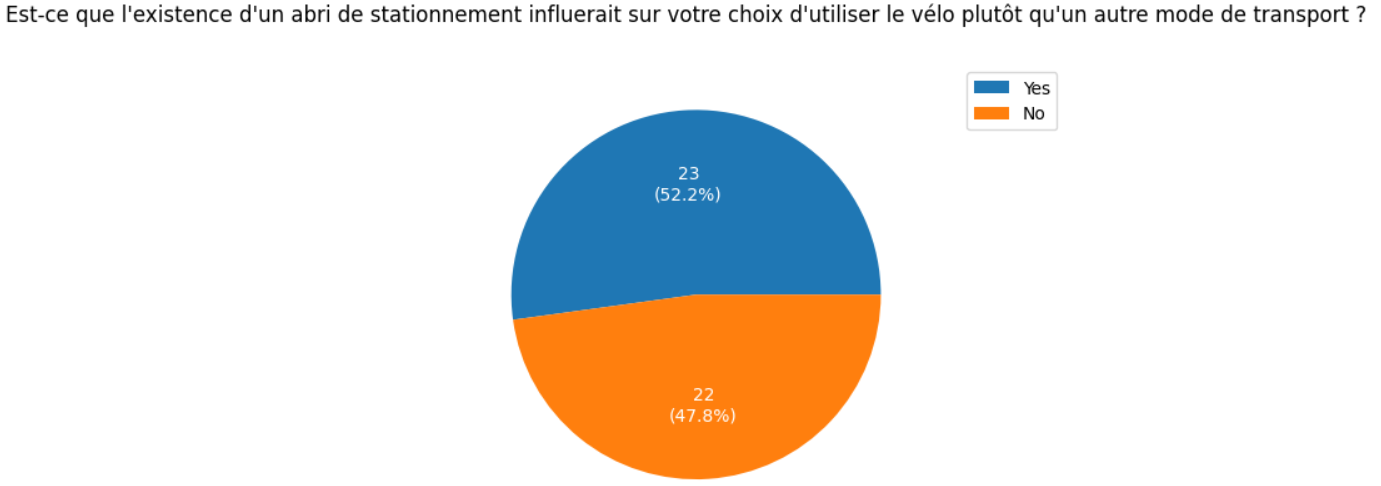 Est-ce que l'existence d'un abri de stationnement influerait sur votre choix d'utiliser le vélo plutôt qu'un autre mode de transport ?
Yes
No
23
(52.2%)
22
(47.8%)